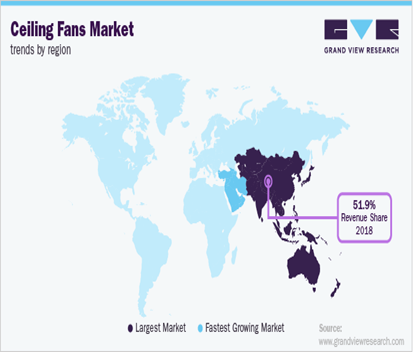 Ceiling Fans Market
trends by region
GRAND VIEW RESEARCH
51.9%
Revenue Share
2018
Largest Market
Fastest Growing Market
Source:
www.grandviewresearch.com